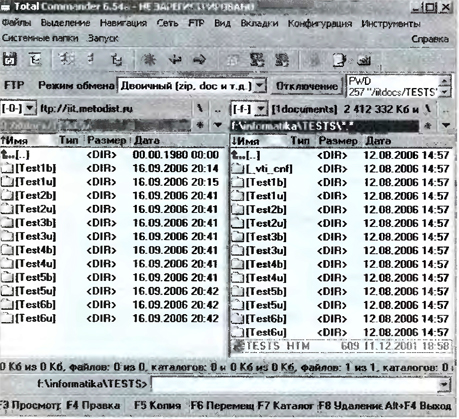 Total Commander 6.54a - НЕ ЗАРЕГИСТРИРОВАНО
Файлы Выделение Навигация Сеть FTP Вид Вкладки Конфигурация Инструменты
Системные папки Запуск Справка
FTP Режим обмена Двоичный (zip, doc и т.д.) Отключение PWD
257 "/iitdocs/TESTS"
[-0-] ftp://iit.metodist.ru \ .. [-f-] [1documents] 2 412 332 Кб и \ ..
f:\informatika\TESTS\*.*
↑Имя Тип Размер Дата ↓Имя Тип Размер Дата
[..] <DIR> 00.00.1980 00:00 [..] <DIR> 12.08.2006 14:57
[Test1b] <DIR> 16.09.2006 20:14 [_vti_cnf] <DIR> 12.08.2006 14:57
[Test1u] <DIR> 16.09.2006 20:15 [Test1b] <DIR> 12.08.2006 14:57
[Test2b] <DIR> 16.09.2006 20:41 [Test1u] <DIR> 12.08.2006 14:57
[Test2u] <DIR> 16.09.2006 20:41 [Test2b] <DIR> 12.08.2006 14:57
[Test3b] <DIR> 16.09.2006 20:41 [Test2u] <DIR> 12.08.2006 14:57
[Test3u] <DIR> 16.09.2006 20:41 [Test3b] <DIR> 12.08.2006 14:57
[Test4b] <DIR> 16.09.2006 20:41 [Test3u] <DIR> 12.08.2006 14:57
[Test4u] <DIR> 16.09.2006 20:41 [Test4b] <DIR> 12.08.2006 14:57
[Test5b] <DIR> 16.09.2006 20:41 [Test4u] <DIR> 12.08.2006 14:57
[Test5u] <DIR> 16.09.2006 20:42 [Test5b] <DIR> 12.08.2006 14:57
[Test6b] <DIR> 16.09.2006 20:42 [Test5u] <DIR> 12.08.2006 14:57
[Test6u] <DIR> 16.09.2006 20:42 [Test6b] <DIR> 12.08.2006 14:57
[Test6u] <DIR> 12.08.2006 14:57
TESTS HTM 609 11.12.2001 18:58
0 Кб из 0 Кб, файлов: 0 из 0, каталогов: 0 и 0 Кб из 0 Кб, файлов: 1 из 1, каталогов: 0
f:\informatika\TESTS>
F3 Просмотр F4 Правка F5 Копия F6 Перемещ F7 Каталог F8 Удаление Alt+F4 Выход